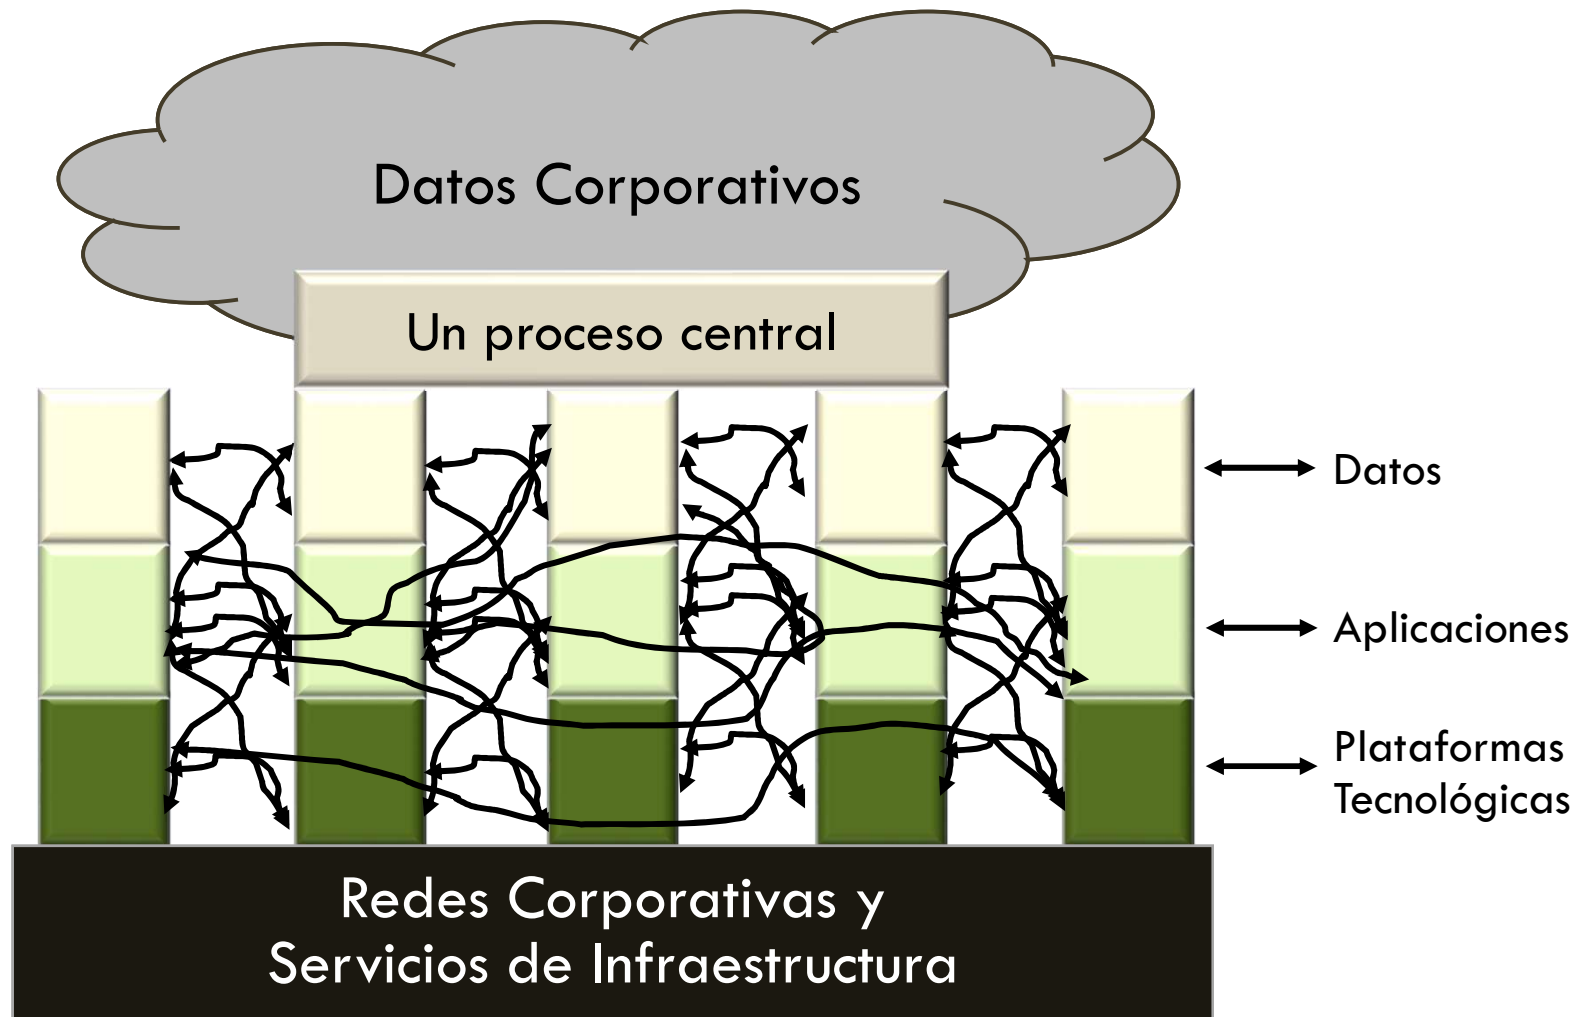 Datos Corporativos
Un proceso central
Datos
Aplicaciones
Plataformas
Tecnológicas
Redes Corporativas y
Servicios de Infraestructura